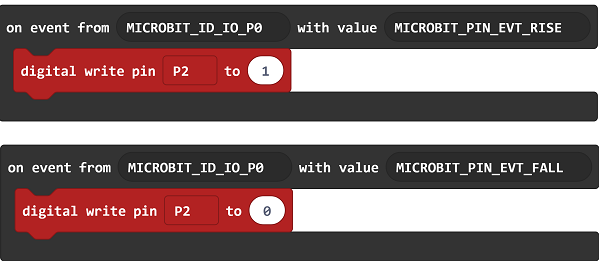 on event from MICROBIT_ID_IO_P0 with value MICROBIT_PIN_EVT_RISE
digital write pin P2 to 1
on event from MICROBIT_ID_IO_P0 with value MICROBIT_PIN_EVT_FALL
digital write pin P2 to 0